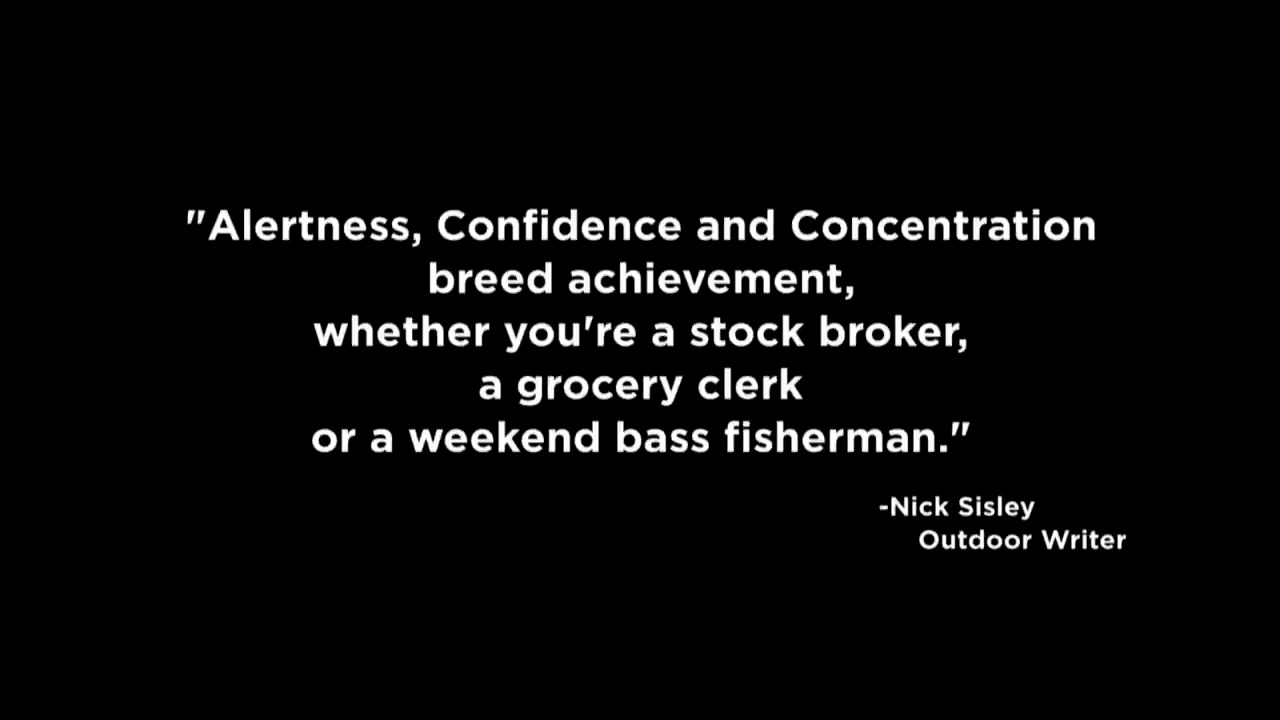 "Alertness, Confidence and Concentration
breed achievement,
whether you're a stock broker,
a grocery clerk
or a weekend bass fisherman."
-Nick Sisley
Outdoor Writer